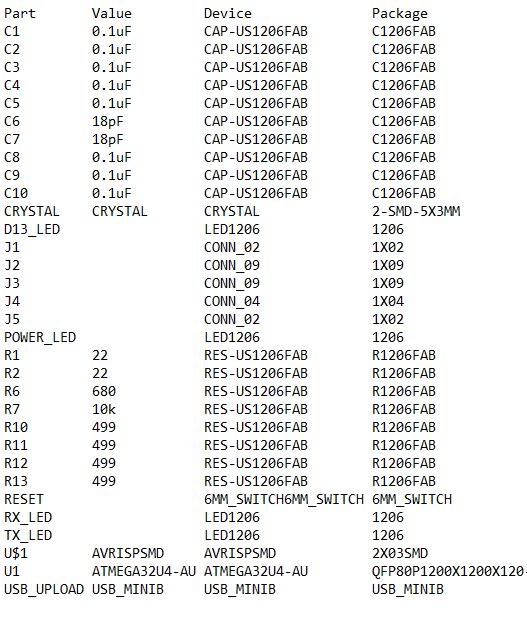 Part Value Device Package
C1 0.1uF CAP-US1206FAB C1206FAB
C2 0.1uF CAP-US1206FAB C1206FAB
C3 0.1uF CAP-US1206FAB C1206FAB
C4 0.1uF CAP-US1206FAB C1206FAB
C5 0.1uF CAP-US1206FAB C1206FAB
C6 18pF CAP-US1206FAB C1206FAB
C7 18pF CAP-US1206FAB C1206FAB
C8 0.1uF CAP-US1206FAB C1206FAB
C9 0.1uF CAP-US1206FAB C1206FAB
C10 0.1uF CAP-US1206FAB C1206FAB
CRYSTAL CRYSTAL CRYSTAL 2-SMD-5X3MM
D13_LED LED1206 1206
J1 CONN_02 1X02
J2 CONN_09 1X09
J3 CONN_09 1X09
J4 CONN_04 1X04
J5 CONN_02 1X02
POWER_LED LED1206 1206
R1 22 RES-US1206FAB R1206FAB
R2 22 RES-US1206FAB R1206FAB
R6 680 RES-US1206FAB R1206FAB
R7 10k RES-US1206FAB R1206FAB
R10 499 RES-US1206FAB R1206FAB
R11 499 RES-US1206FAB R1206FAB
R12 499 RES-US1206FAB R1206FAB
R13 499 RES-US1206FAB R1206FAB
RESET 6MM_SWITCH6MM_SWITCH 6MM_SWITCH
RX_LED LED1206 1206
TX_LED LED1206 1206
U$1 AVRISPSMD AVRISPSMD 2X03SMD
U1 ATMEGA32U4-AU ATMEGA32U4-AU QFP80P1200X1200X120-
USB_UPLOAD USB_MINIB USB_MINIB USB_MINIB